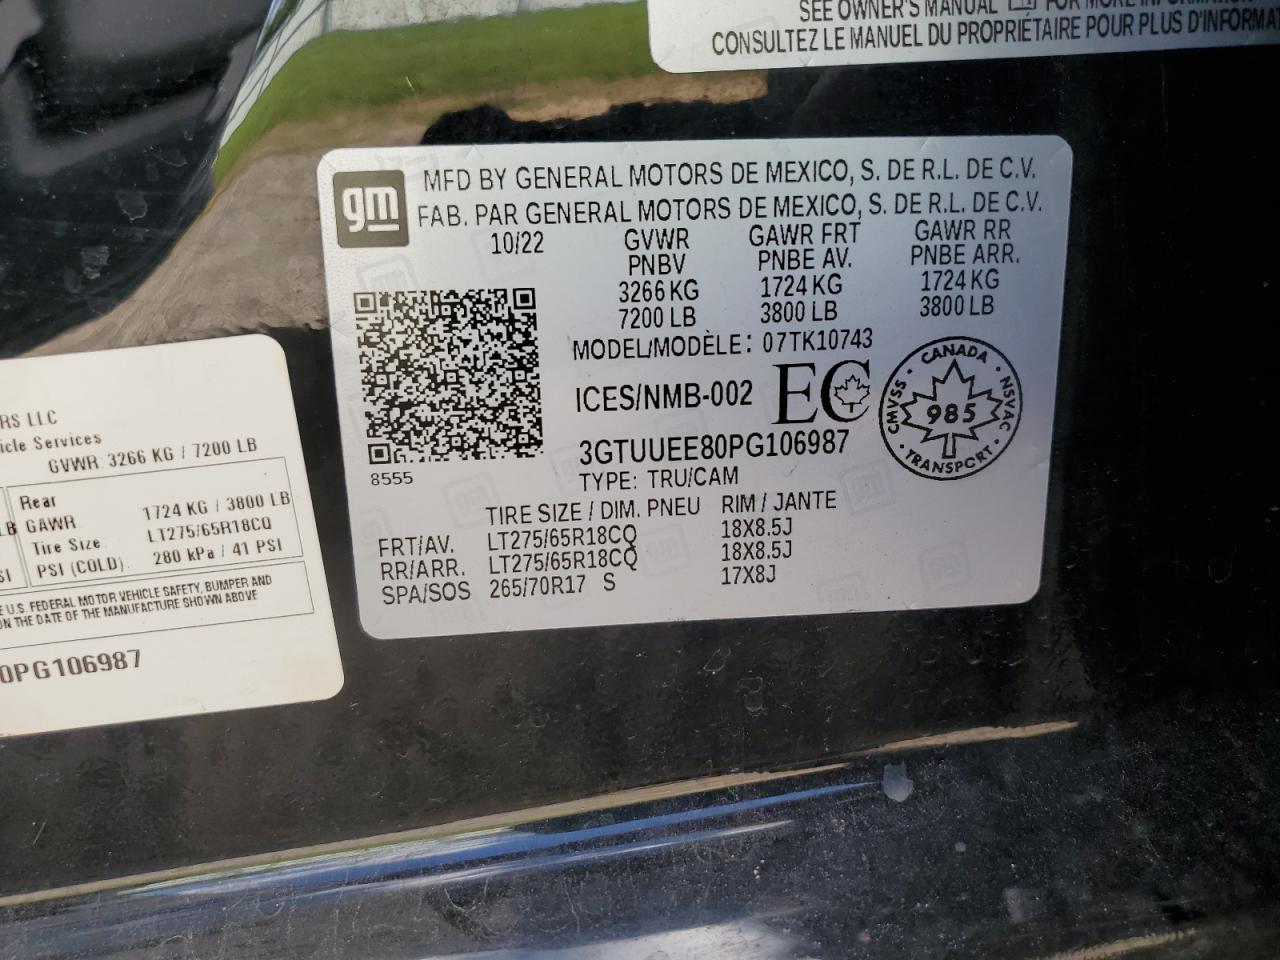 SEE OWNER'S MANUAL FOR MORE INFORMATION
CONSULTEZ LE MANUEL DU PROPRIÉTAIRE POUR PLUS D'INFORMAT
gm
MFD BY GENERAL MOTORS DE MEXICO, S. DE R.L. DE C.V.
FAB. PAR GENERAL MOTORS DE MEXICO, S. DE R.L. DE C.V.
10/22 GVWR GAWR FRT GAWR RR
PNBV PNBE AV. PNBE ARR.
3266 KG 1724 KG 1724 KG
7200 LB 3800 LB 3800 LB
MODEL/MODÈLE: 07TK10743
ICES/NMB-002 EC
CANADA
CMVSS 985 NSVAC
TRANSPORT
3GTUUEE80PG106987
8555
TYPE: TRU/CAM
TIRE SIZE / DIM. PNEU RIM / JANTE
FRT/AV. LT275/65R18CQ 18X8.5J
RR/ARR. LT275/65R18CQ 18X8.5J
SPA/SOS 265/70R17 S 17X8J
RS LLC
icle Services
GVWR 3266 KG / 7200 LB
Rear
LB GAWR 1724 KG / 3800 LB
Tire Size LT275/65R18CQ
SI PSI (COLD) 280 kPa / 41 PSI
E U.S. FEDERAL MOTOR VEHICLE SAFETY, BUMPER AND
ON THE DATE OF THE MANUFACTURE SHOWN ABOVE
0PG106987